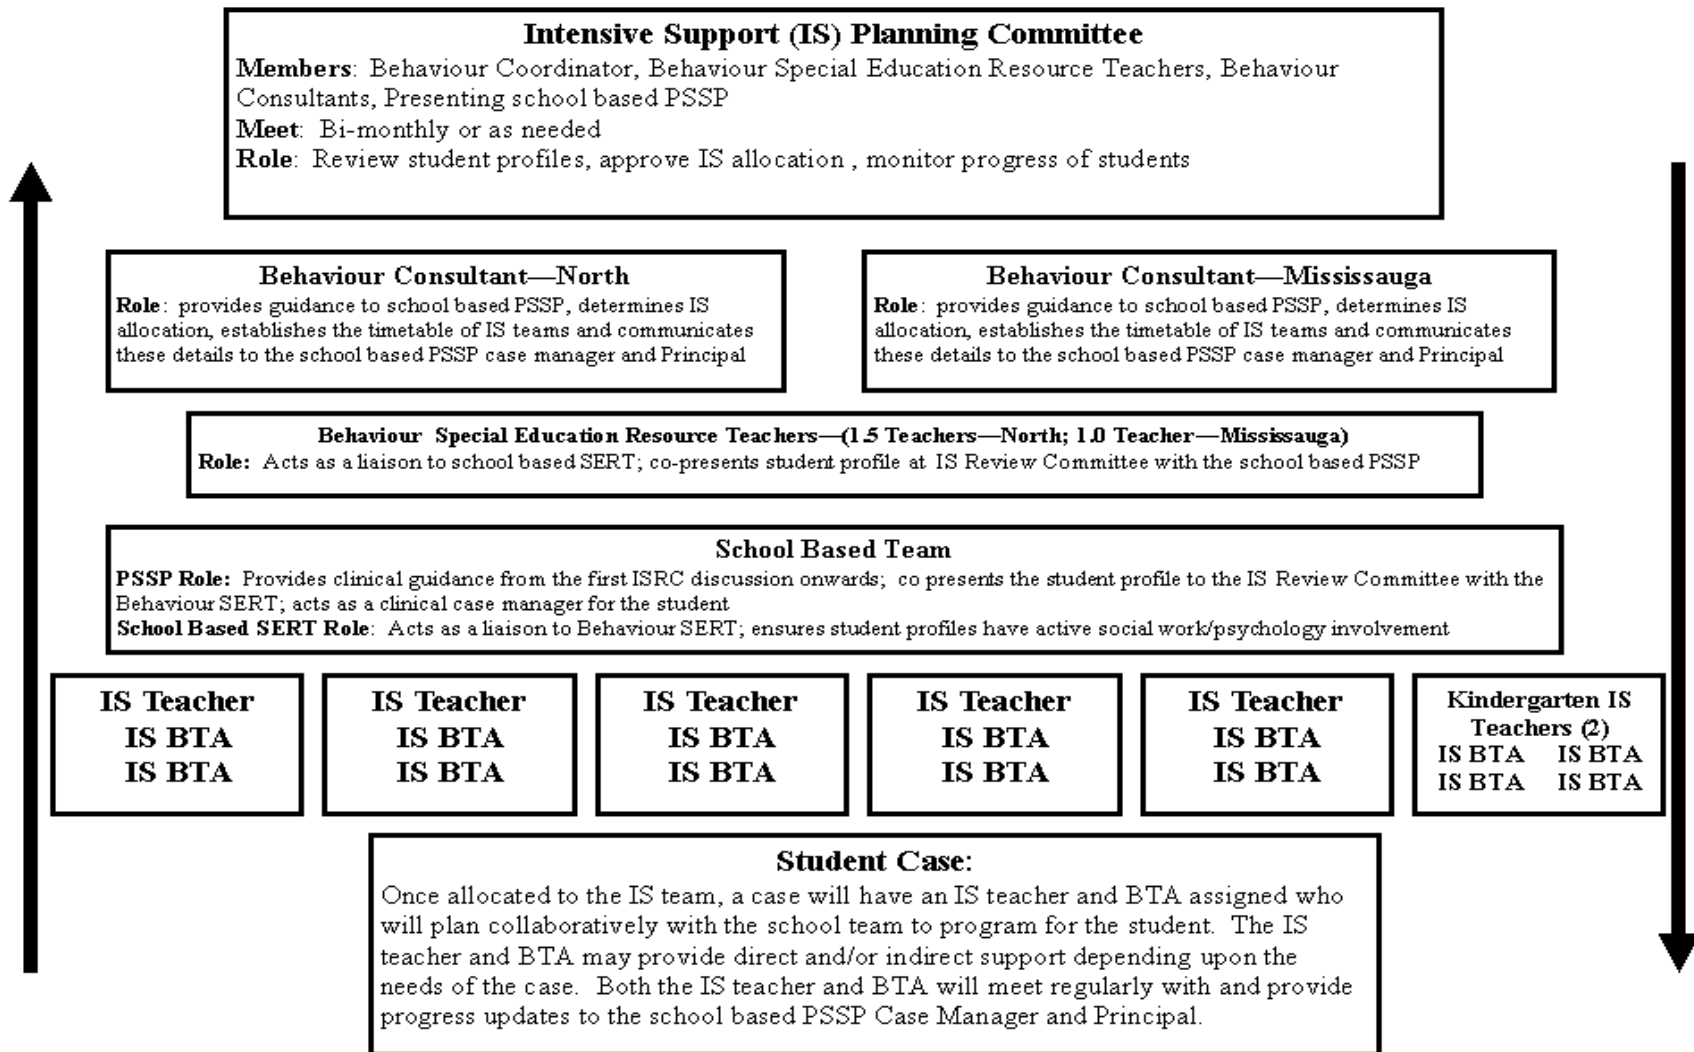 Intensive Support (IS) Planning Committee
Members: Behaviour Coordinator, Behaviour Special Education Resource Teachers, Behaviour
Consultants, Presenting school based PSSP
Meet: Bi-monthly or as needed
Role: Review student profiles, approve IS allocation , monitor progress of students
Behaviour Consultant—North
Role: provides guidance to school based PSSP, determines IS
allocation, establishes the timetable of IS teams and communicates
these details to the school based PSSP case manager and Principal
Behaviour Consultant—Mississauga
Role: provides guidance to school based PSSP, determines IS
allocation, establishes the timetable of IS teams and communicates
these details to the school based PSSP case manager and Principal
Behaviour Special Education Resource Teachers—(1.5 Teachers—North; 1.0 Teacher—Mississauga)
Role: Acts as a liaison to school based SERT; co-presents student profile at IS Review Committee with the school based PSSP
School Based Team
PSSP Role: Provides clinical guidance from the first ISRC discussion onwards; co presents the student profile to the IS Review Committee with the
Behaviour SERT; acts as a clinical case manager for the student
School Based SERT Role: Acts as a liaison to Behaviour SERT; ensures student profiles have active social work/psychology involvement
IS Teacher
IS BTA
IS BTA
IS Teacher
IS BTA
IS BTA
IS Teacher
IS BTA
IS BTA
IS Teacher
IS BTA
IS BTA
IS Teacher
IS BTA
IS BTA
Kindergarten IS
Teachers (2)
IS BTA IS BTA
IS BTA IS BTA
Student Case:
Once allocated to the IS team, a case will have an IS teacher and BTA assigned who
will plan collaboratively with the school team to program for the student. The IS
teacher and BTA may provide direct and/or indirect support depending upon the
needs of the case. Both the IS teacher and BTA will meet regularly with and provide
progress updates to the school based PSSP Case Manager and Principal.